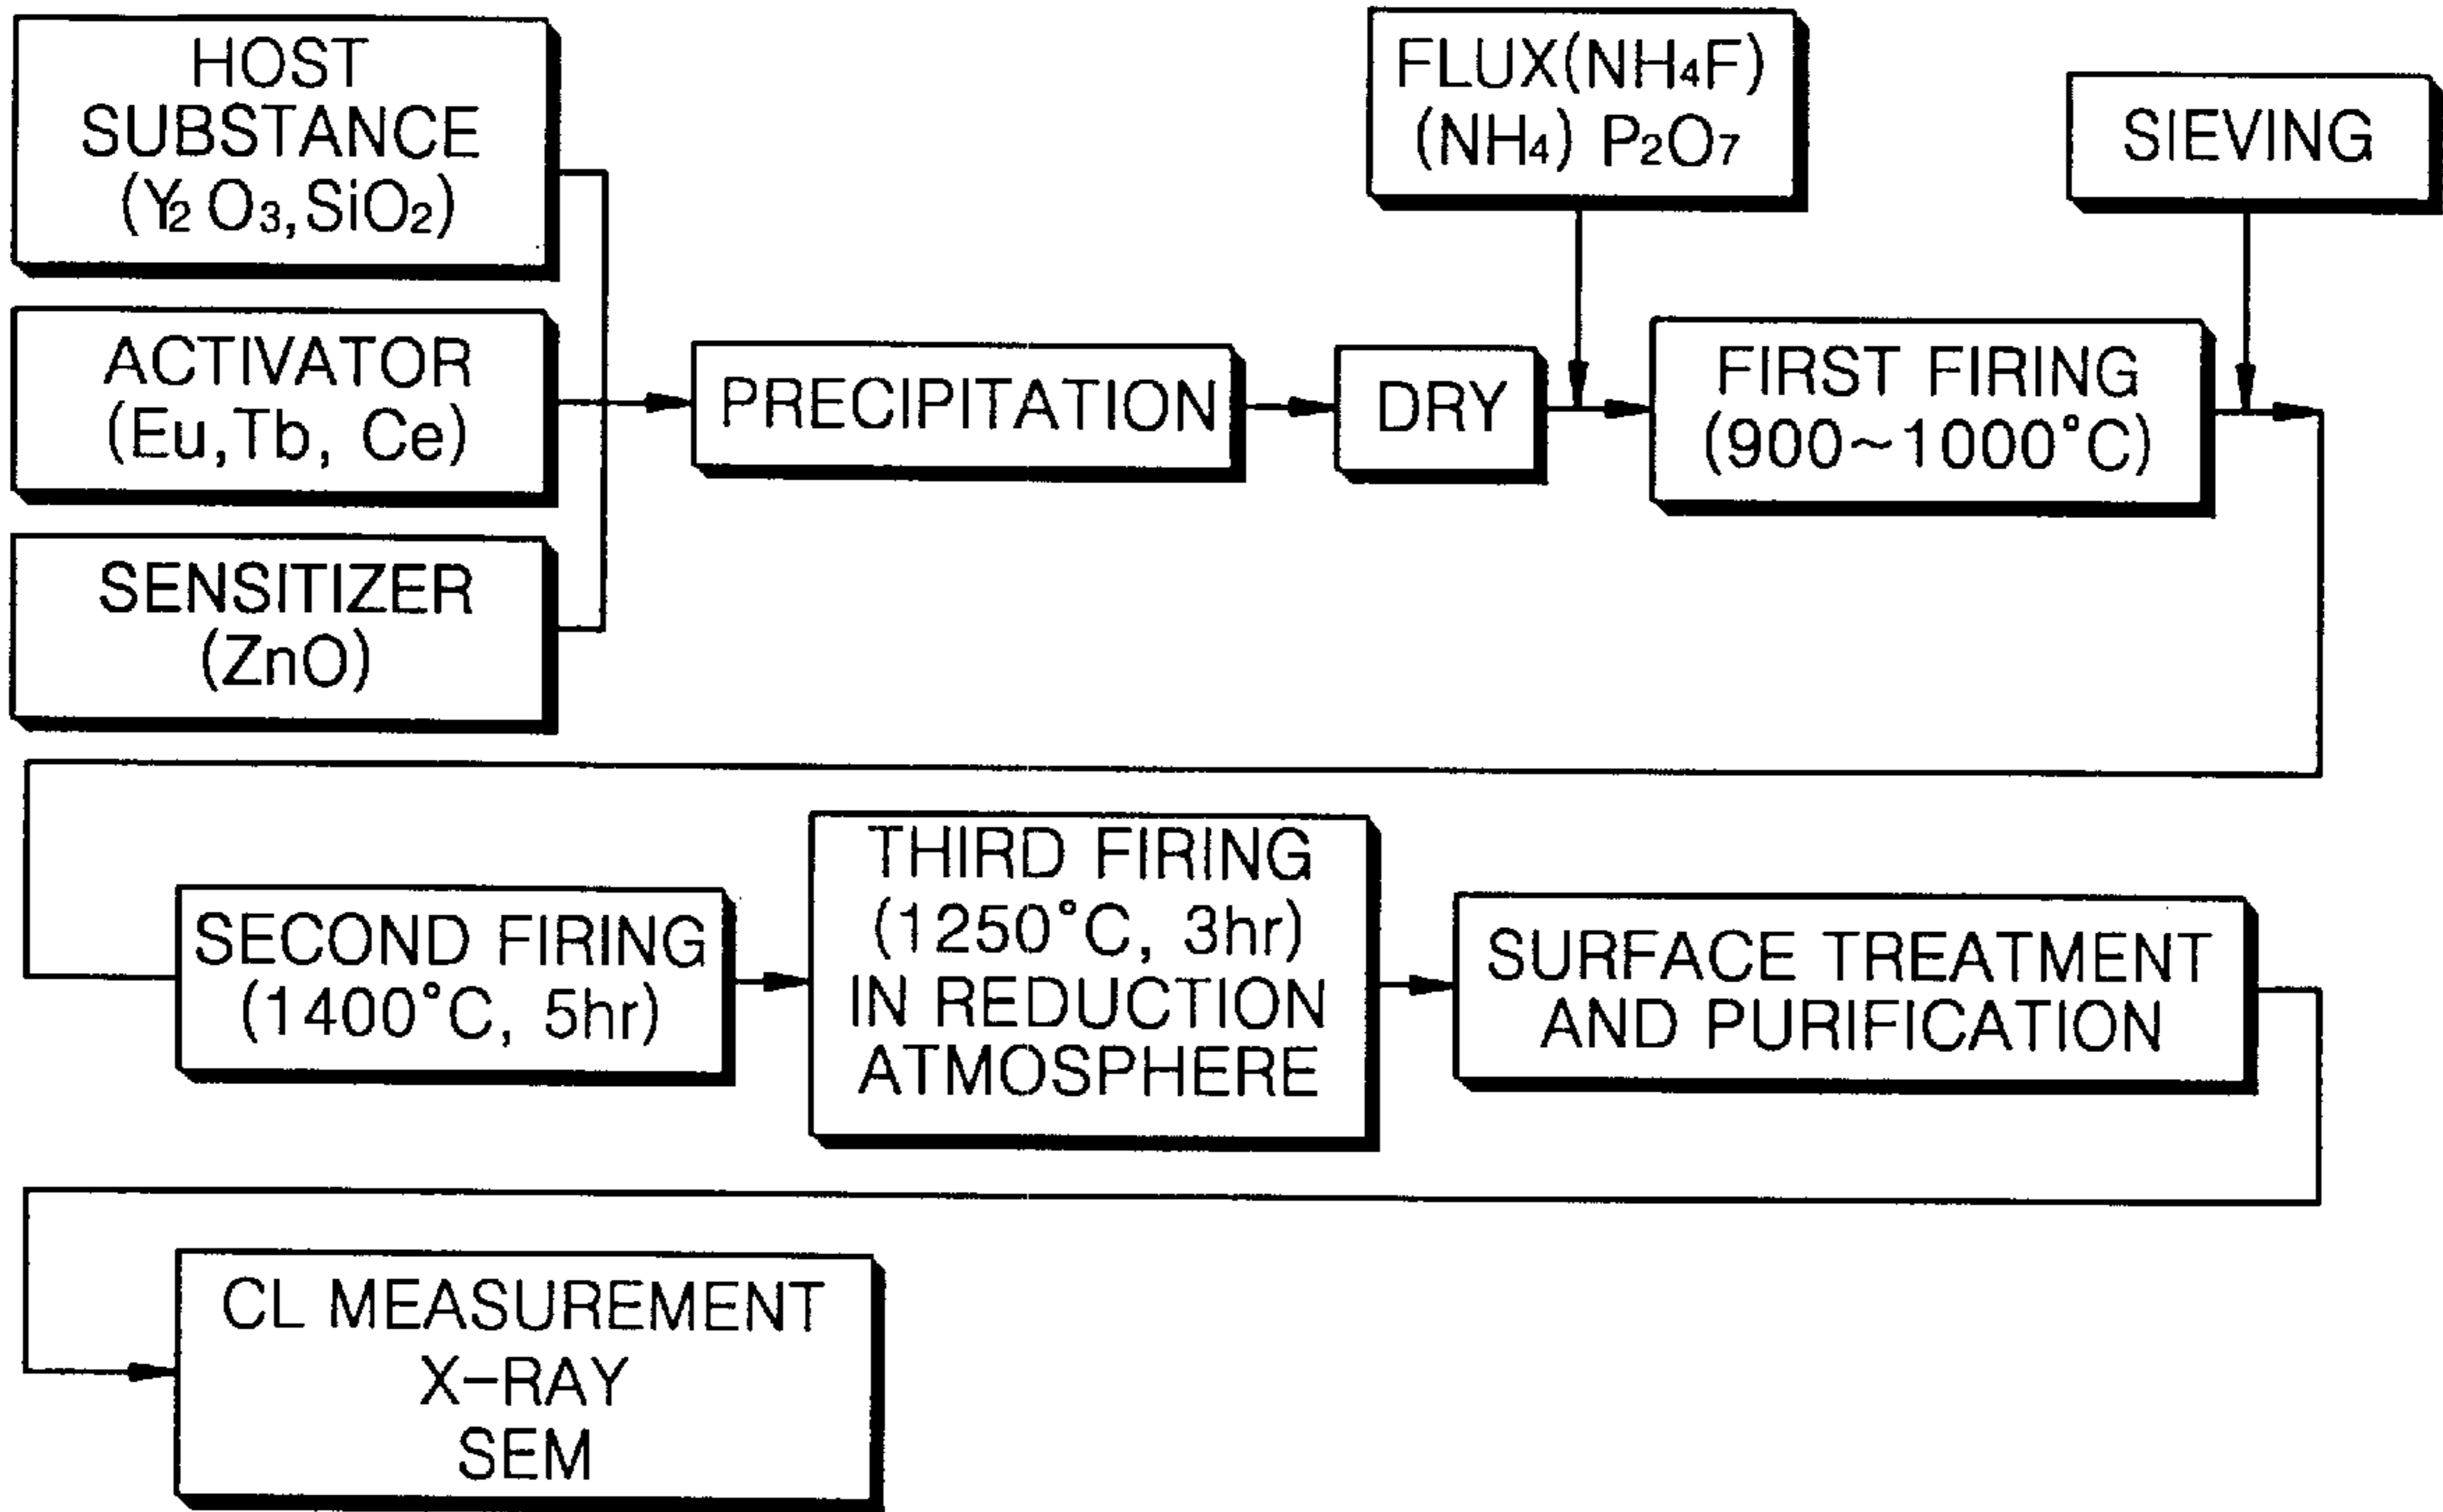 HOST
SUBSTANCE
(Y₂O₃,SiO₂)
ACTIVATOR
(Eu,Tb, Ce)
SENSITIZER
(ZnO)
PRECIPITATION
DRY
FLUX(NH₄F)
(NH₄) P₂O₇
FIRST FIRING
(900~1000°C)
SIEVING
SECOND FIRING
(1400°C, 5hr)
THIRD FIRING
(1250°C, 3hr)
IN REDUCTION
ATMOSPHERE
SURFACE TREATMENT
AND PURIFICATION
CL MEASUREMENT
X-RAY
SEM